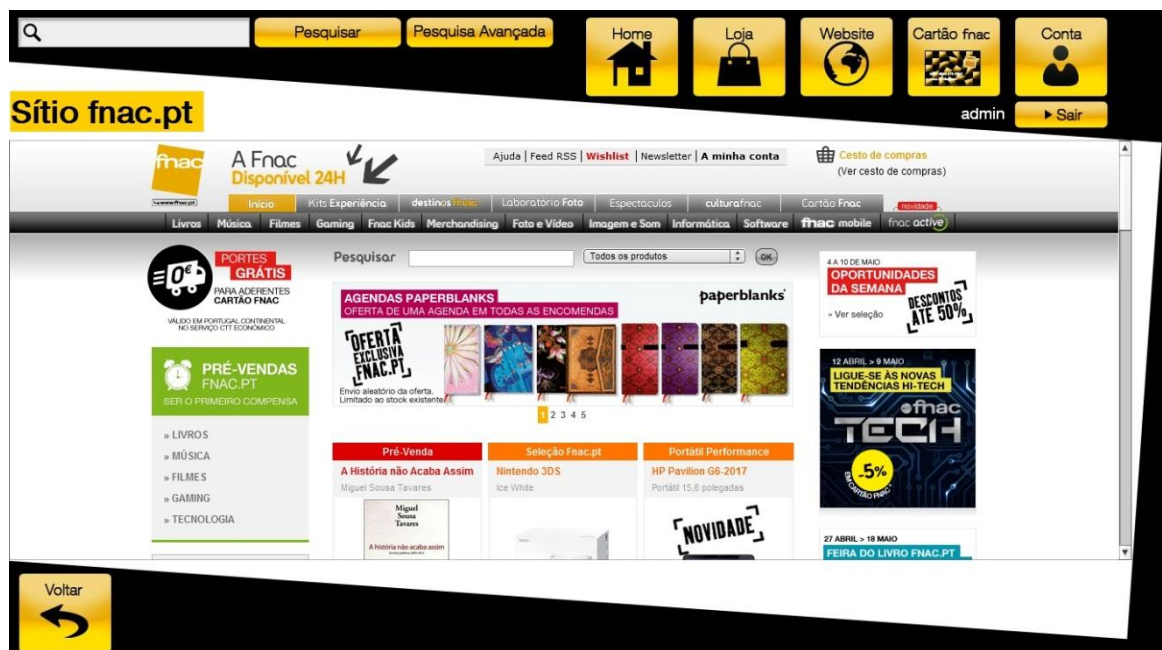 Pesquisar
Pesquisa Avançada
Home
Loja
Website
Cartão fnac
Conta
admin
Sair
Sítio fnac.pt
fnac
www.fnac.pt
A Fnac
Disponível 24H
Ajuda | Feed RSS | Wishlist | Newsletter | A minha conta
Cesto de compras
(Ver cesto de compras)
novidade
Início
Kits Experiência
destinos fnac
Laboratório Foto
Espectáculos
culturafnac
Cartão Fnac
Livros
Música
Filmes
Gaming
Fnac Kids
Merchandising
Foto e Vídeo
Imagem e Som
Informática
Software
fnac mobile
fnac active
0€
PORTES
GRÁTIS
PARA ADERENTES
CARTÃO FNAC
VÁLIDO EM PORTUGAL CONTINENTAL
NO SERVIÇO CTT ECONÓMICO
PRÉ-VENDAS
FNAC.PT
SER O PRIMEIRO COMPENSA
» LIVROS
» MÚSICA
» FILMES
» GAMING
» TECNOLOGIA
Pesquisar
Todos os produtos
OK
AGENDAS PAPERBLANKS
OFERTA DE UMA AGENDA EM TODAS AS ENCOMENDAS
paperblanks
OFERTA
EXCLUSIVA
FNAC.PT
Envio aleatório da oferta.
Limitado ao stock existente.
1 2 3 4 5
Pré-Venda
A História não Acaba Assim
Miguel Sousa Tavares
Miguel
Sousa
Tavares
A história não acaba assim
Seleção Fnac.pt
Nintendo 3DS
Ice White
Portátil Performance
HP Pavilion G6-2017
Portátil 15,6 polegadas
NOVIDADE
4 A 10 DE MAIO
OPORTUNIDADES
DA SEMANA
DESCONTOS
ATÉ 50%
» Ver seleção
12 ABRIL > 9 MAIO
LIGUE-SE ÀS NOVAS
TENDÊNCIAS HI-TECH
fnac
TECH
-5%
EM CARTÃO FNAC*
27 ABRIL > 18 MAIO
FEIRA DO LIVRO FNAC.PT
Voltar